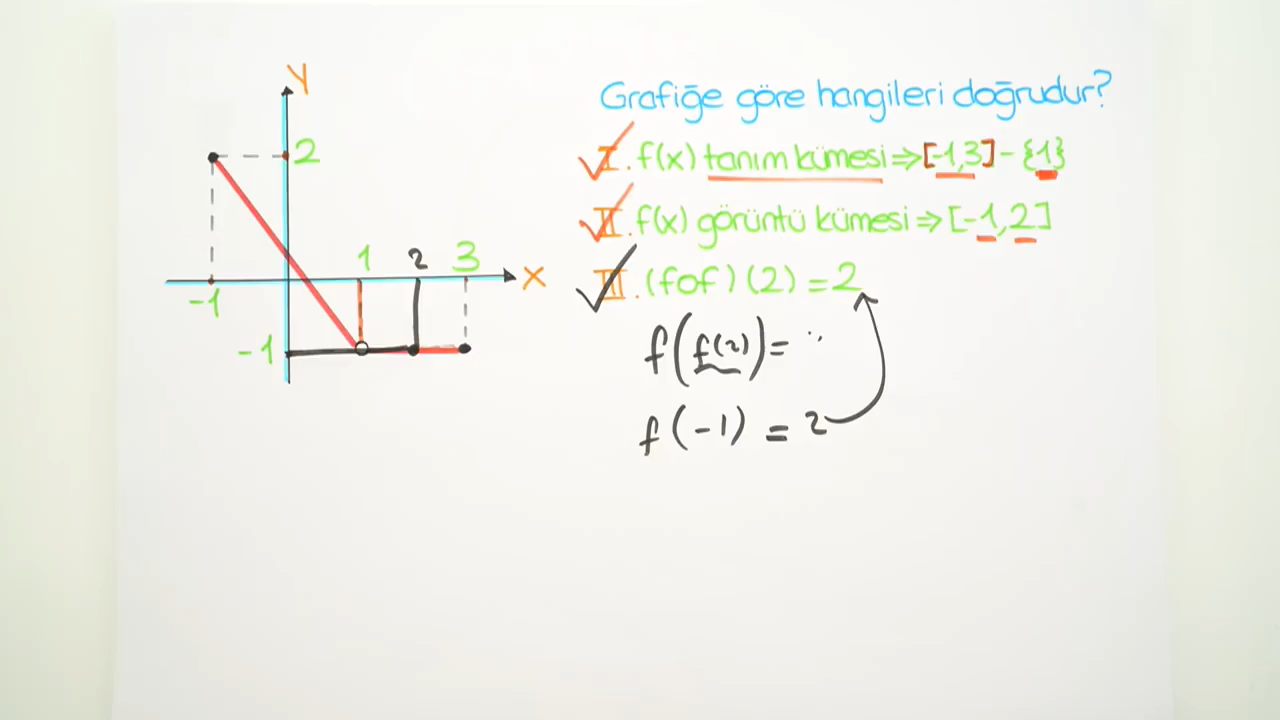 Y
2
1 2 3
X
-1
-1
Grafiğe göre hangileri doğrudur?
I. f(x) tanım kümesi ⇒ [-1,3] - {1}
II. f(x) görüntü kümesi ⇒ [-1,2]
III. (fof)(2) = 2
f(f(2)) =
f(-1) = 2